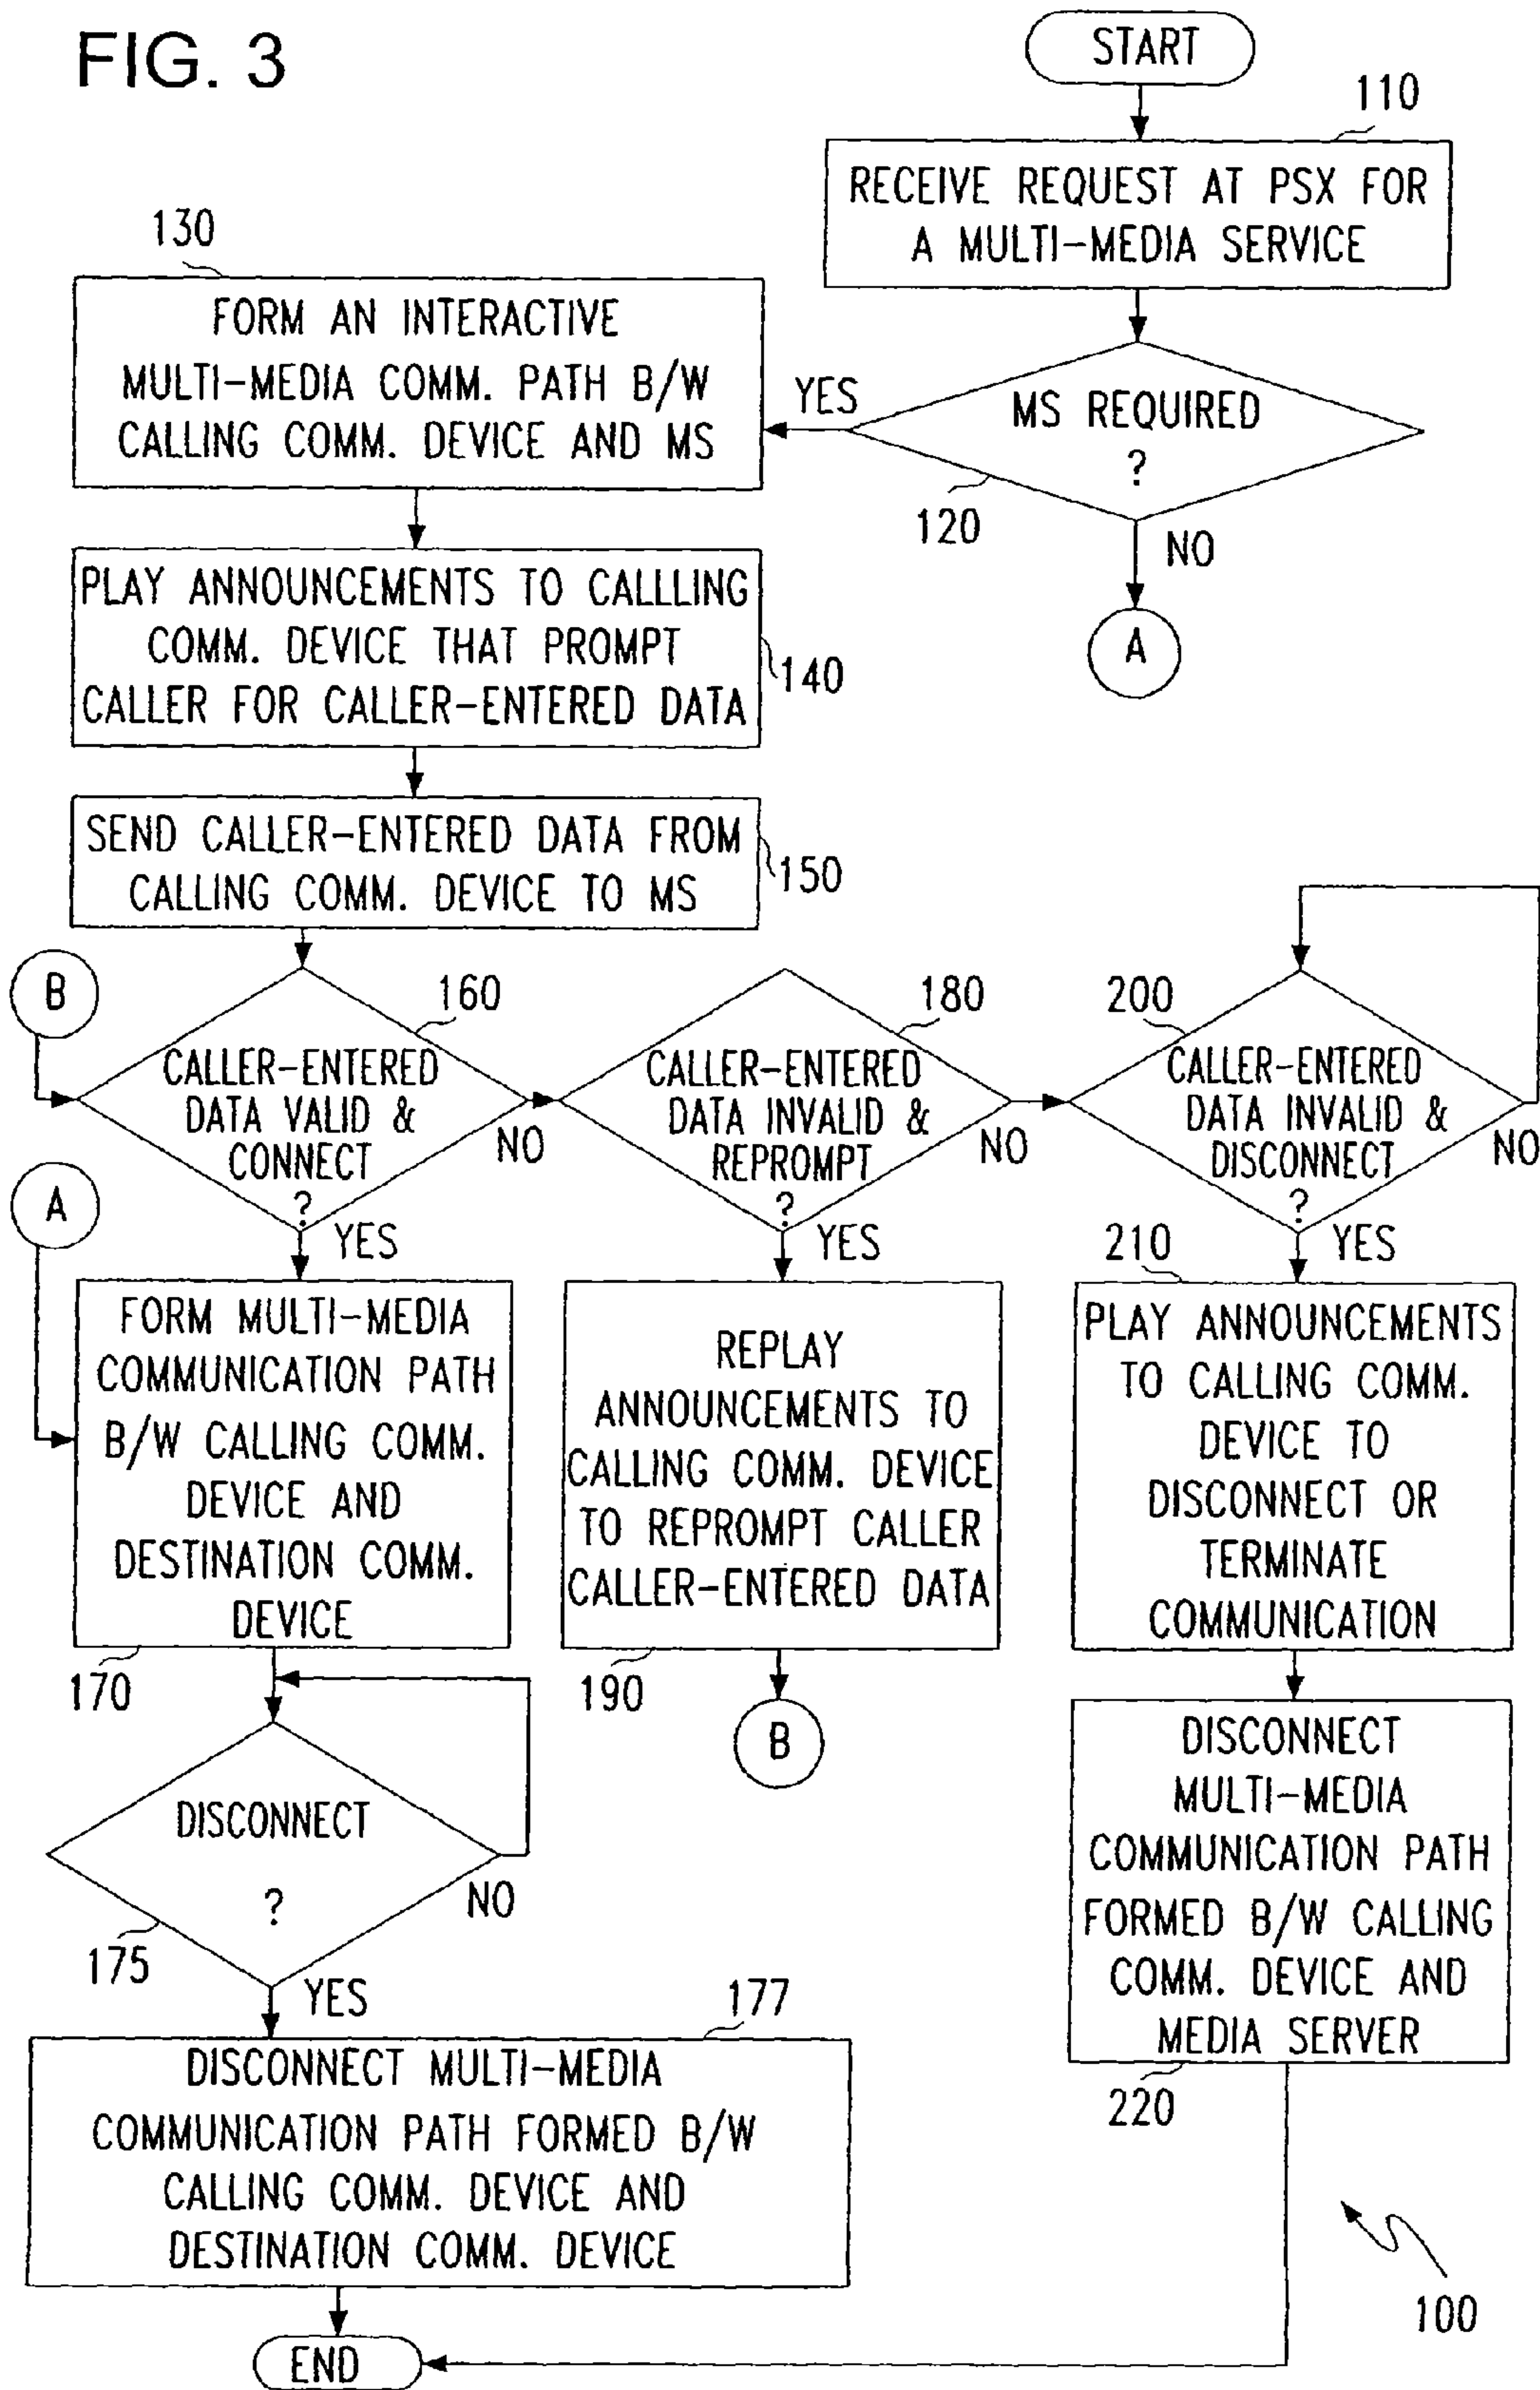 FIG. 3
START
110
RECEIVE REQUEST AT PSX FOR
A MULTI-MEDIA SERVICE
130
FORM AN INTERACTIVE
MULTI-MEDIA COMM. PATH B/W
CALLING COMM. DEVICE AND MS
YES
MS REQUIRED
?
120
NO
A
PLAY ANNOUNCEMENTS TO CALLLING
COMM. DEVICE THAT PROMPT
CALLER FOR CALLER-ENTERED DATA
140
SEND CALLER-ENTERED DATA FROM
CALLING COMM. DEVICE TO MS
150
B
160
CALLER-ENTERED
DATA VALID &
CONNECT
?
NO
YES
180
CALLER-ENTERED
DATA INVALID &
REPROMPT
?
NO
YES
200
CALLER-ENTERED
DATA INVALID &
DISCONNECT
?
NO
YES
A
FORM MULTI-MEDIA
COMMUNICATION PATH
B/W CALLING COMM.
DEVICE AND
DESTINATION COMM.
DEVICE
170
REPLAY
ANNOUNCEMENTS TO
CALLING COMM. DEVICE
TO REPROMPT CALLER
CALLER-ENTERED DATA
190
B
210
PLAY ANNOUNCEMENTS
TO CALLING COMM.
DEVICE TO
DISCONNECT OR
TERMINATE
COMMUNICATION
DISCONNECT
?
NO
175
YES
DISCONNECT
MULTI-MEDIA
COMMUNICATION PATH
FORMED B/W CALLING
COMM. DEVICE AND
MEDIA SERVER
220
177
DISCONNECT MULTI-MEDIA
COMMUNICATION PATH FORMED B/W
CALLING COMM. DEVICE AND
DESTINATION COMM. DEVICE
END
100